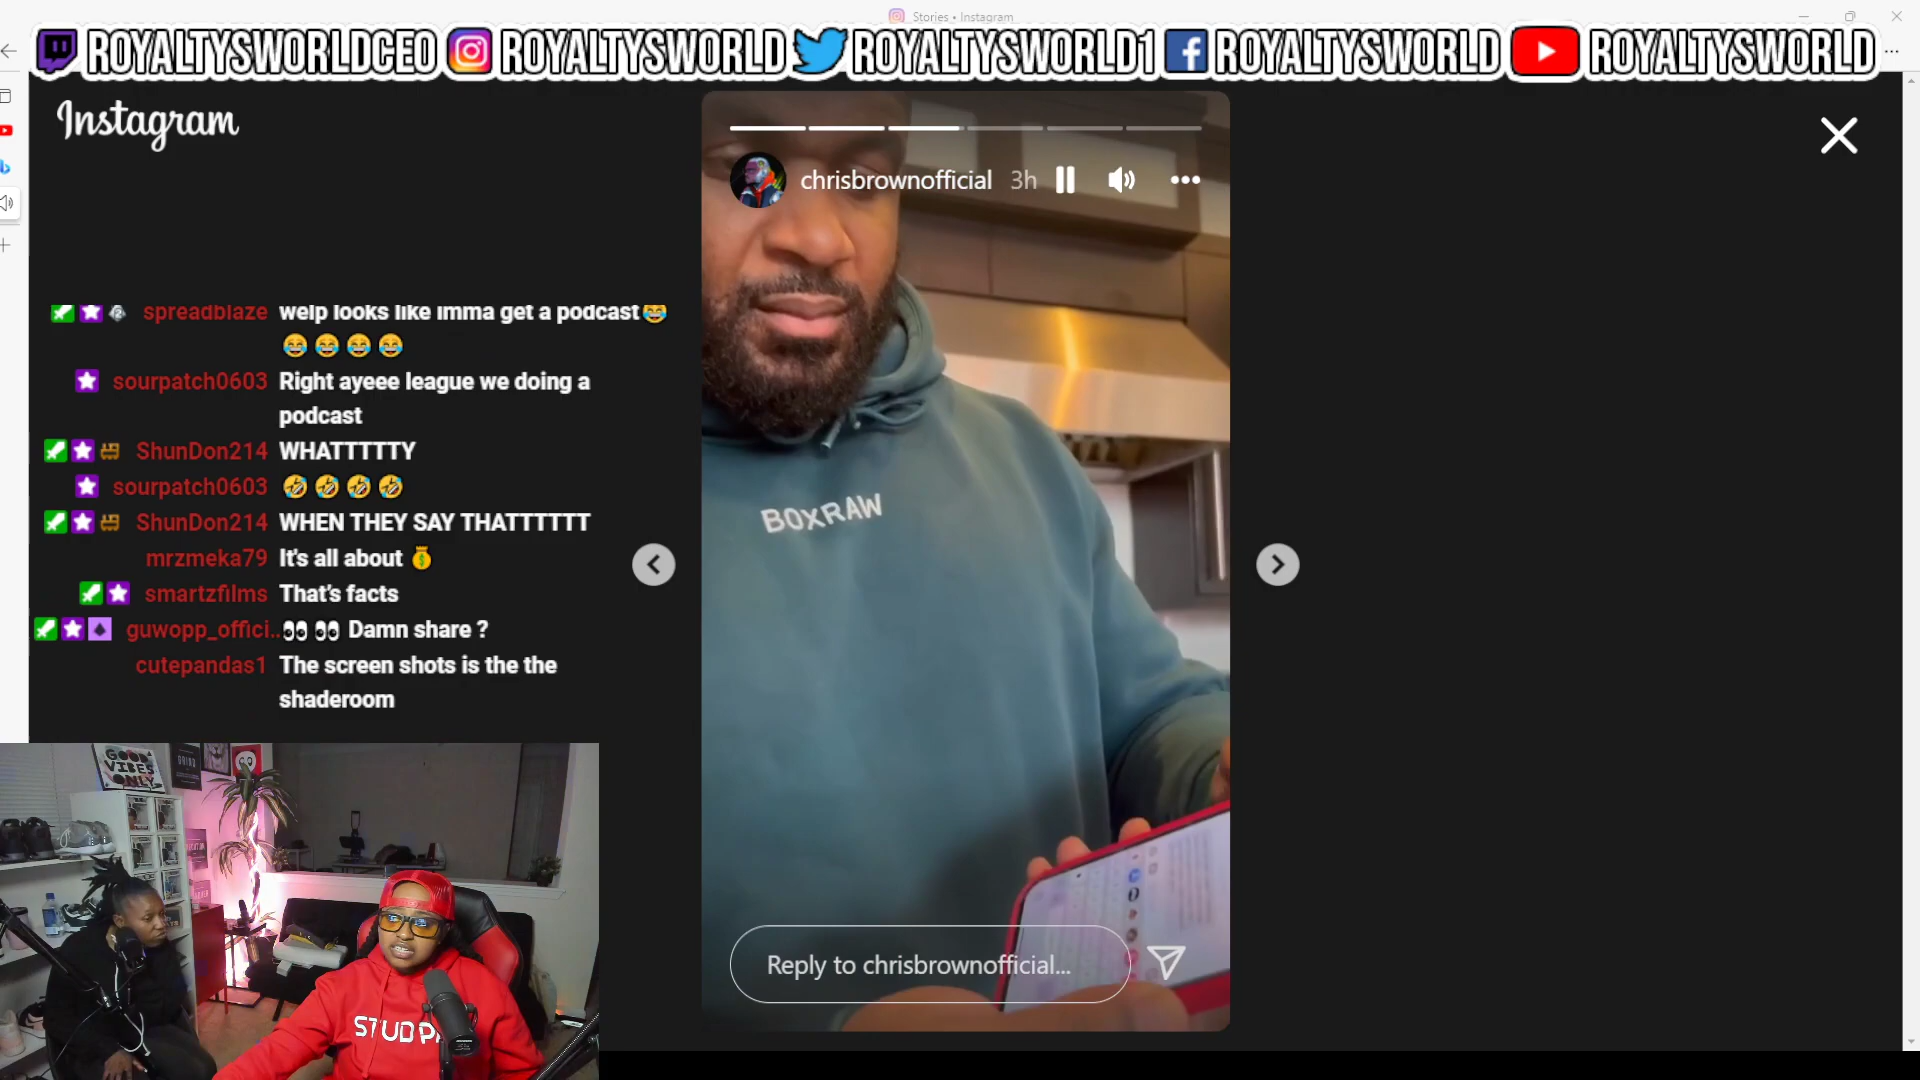 Stories • Instagram
ROYALTYSWORLDCEO ROYALTYSWORLD ROYALTYSWORLD1 ROYALTYSWORLD ROYALTYSWORLD
Instagram
chrisbrownofficial 3h
spreadblaze welp looks like imma get a podcast😂
😂 😂 😂 😂
sourpatch0603 Right ayeee league we doing a
podcast
ShunDon214 WHATTTTTY
sourpatch0603 🤣 🤣 🤣 🤣
ShunDon214 WHEN THEY SAY THATTTTTT
mrzmeka79 It's all about 💰
smartzfilms That's facts
guwopp_offici.. 👀 👀 Damn share ?
cutepandas1 The screen shots is the the
shaderoom
BOXRAW
Reply to chrisbrownofficial...
GOOD
VIBES
ONLY
STUD P